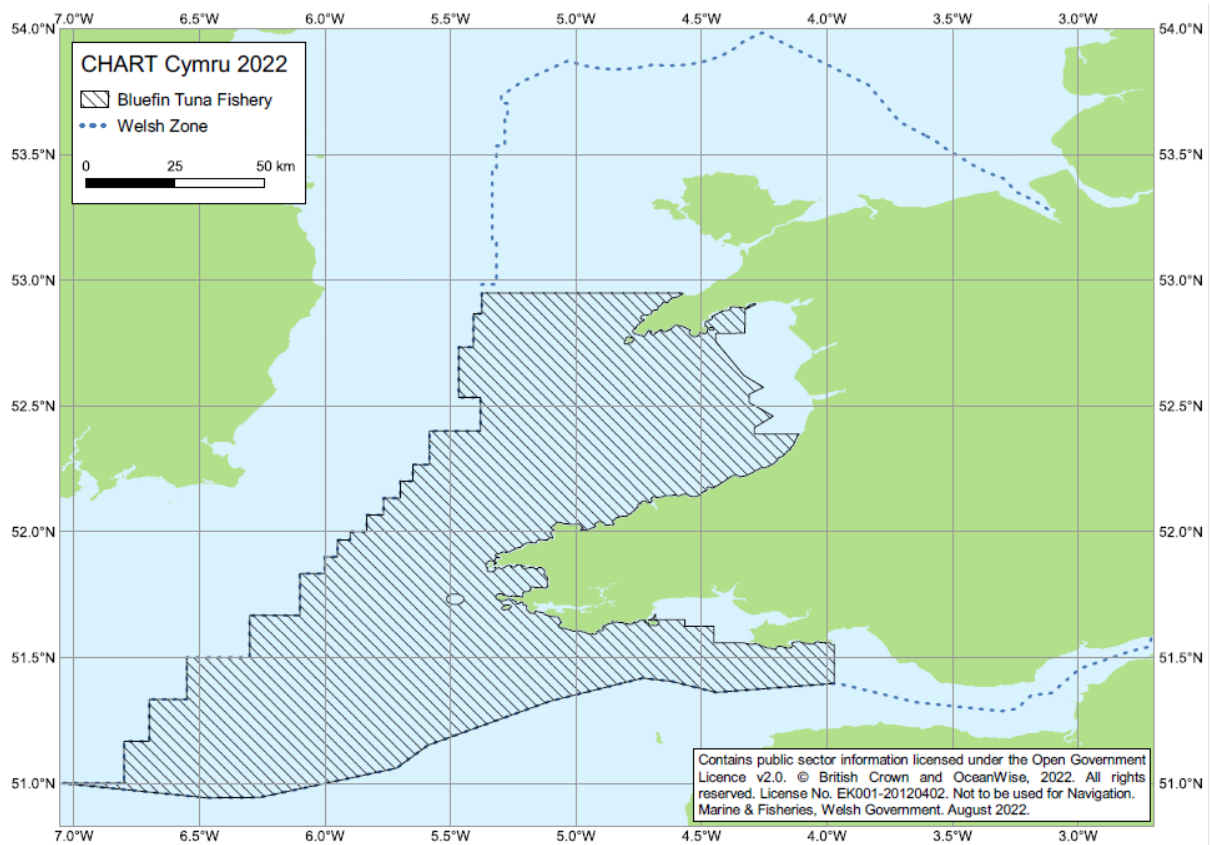 7.0°W 6.5°W 6.0°W 5.5°W 5.0°W 4.5°W 4.0°W 3.5°W 3.0°W
54.0°N 54.0°N
CHART Cymru 2022
Bluefin Tuna Fishery
Welsh Zone
0 25 50 km
53.5°N 53.5°N
53.0°N 53.0°N
52.5°N 52.5°N
52.0°N 52.0°N
51.5°N 51.5°N
51.0°N 51.0°N
Contains public sector information licensed under the Open Government
Licence v2.0. © British Crown and OceanWise, 2022. All rights
reserved. License No. EK001-20120402. Not to be used for Navigation.
Marine & Fisheries, Welsh Government. August 2022.
7.0°W 6.5°W 6.0°W 5.5°W 5.0°W 4.5°W 4.0°W 3.5°W 3.0°W